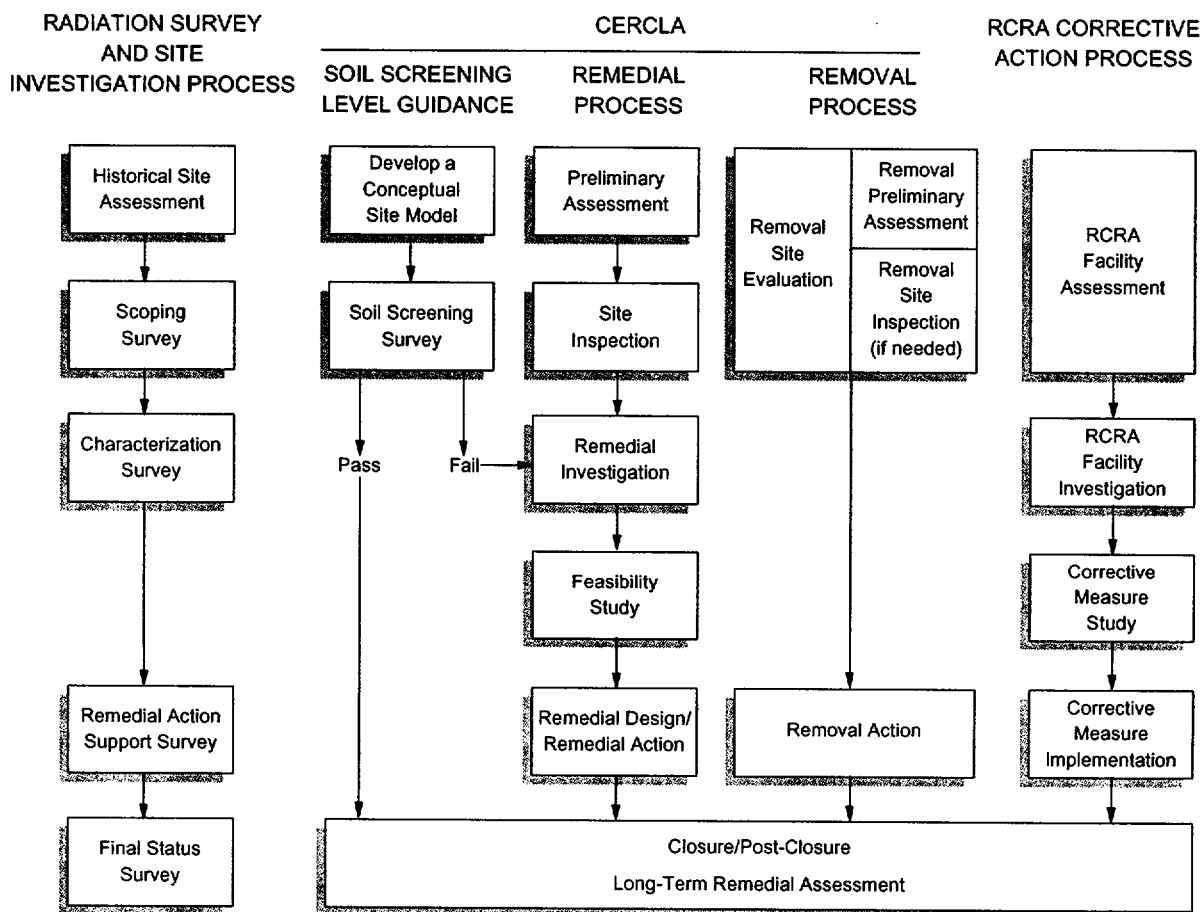 RADIATION SURVEY
AND SITE
INVESTIGATION PROCESS
CERCLA
SOIL SCREENING
LEVEL GUIDANCE
REMEDIAL
PROCESS
REMOVAL
PROCESS
RCRA CORRECTIVE
ACTION PROCESS
Historical Site
Assessment
Scoping
Survey
Characterization
Survey
Remedial Action
Support Survey
Final Status
Survey
Develop a
Conceptual
Site Model
Soil Screening
Survey
Pass
Fail
Preliminary
Assessment
Site
Inspection
Remedial
Investigation
Feasibility
Study
Remedial Design/
Remedial Action
Removal
Site
Evaluation
Removal
Preliminary
Assessment
Removal
Site
Inspection
(if needed)
Removal Action
RCRA
Facility
Assessment
RCRA
Facility
Investigation
Corrective
Measure
Study
Corrective
Measure
Implementation
Closure/Post-Closure
Long-Term Remedial Assessment